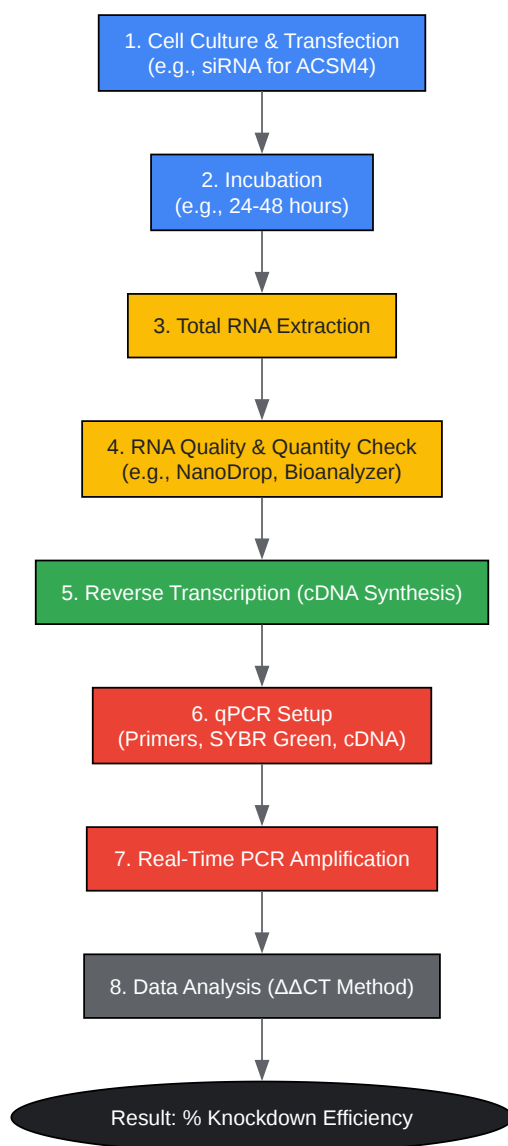 1. Cell Culture & Transfection
(e.g., siRNA for ACSM4)
2. Incubation
(e.g., 24-48 hours)
3. Total RNA Extraction
4. RNA Quality & Quantity Check
(e.g., NanoDrop, Bioanalyzer)
5. Reverse Transcription (cDNA Synthesis)
6. qPCR Setup
(Primers, SYBR Green, cDNA)
7. Real-Time PCR Amplification
8. Data Analysis (ΔΔCT Method)
Result: % Knockdown Efficiency